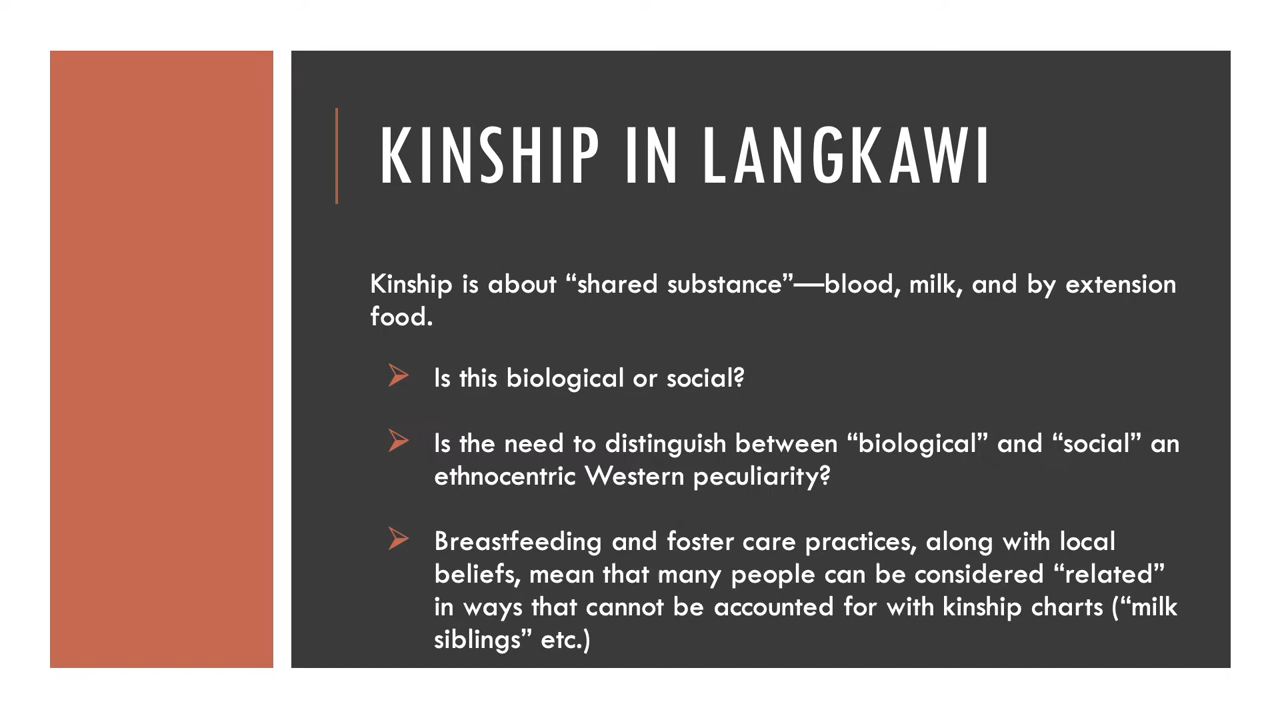 KINSHIP IN LANGKAWI
Kinship is about “shared substance”—blood, milk, and by extension
food.
Is this biological or social?
Is the need to distinguish between “biological” and “social” an
ethnocentric Western peculiarity?
Breastfeeding and foster care practices, along with local
beliefs, mean that many people can be considered “related”
in ways that cannot be accounted for with kinship charts (“milk
siblings” etc.)